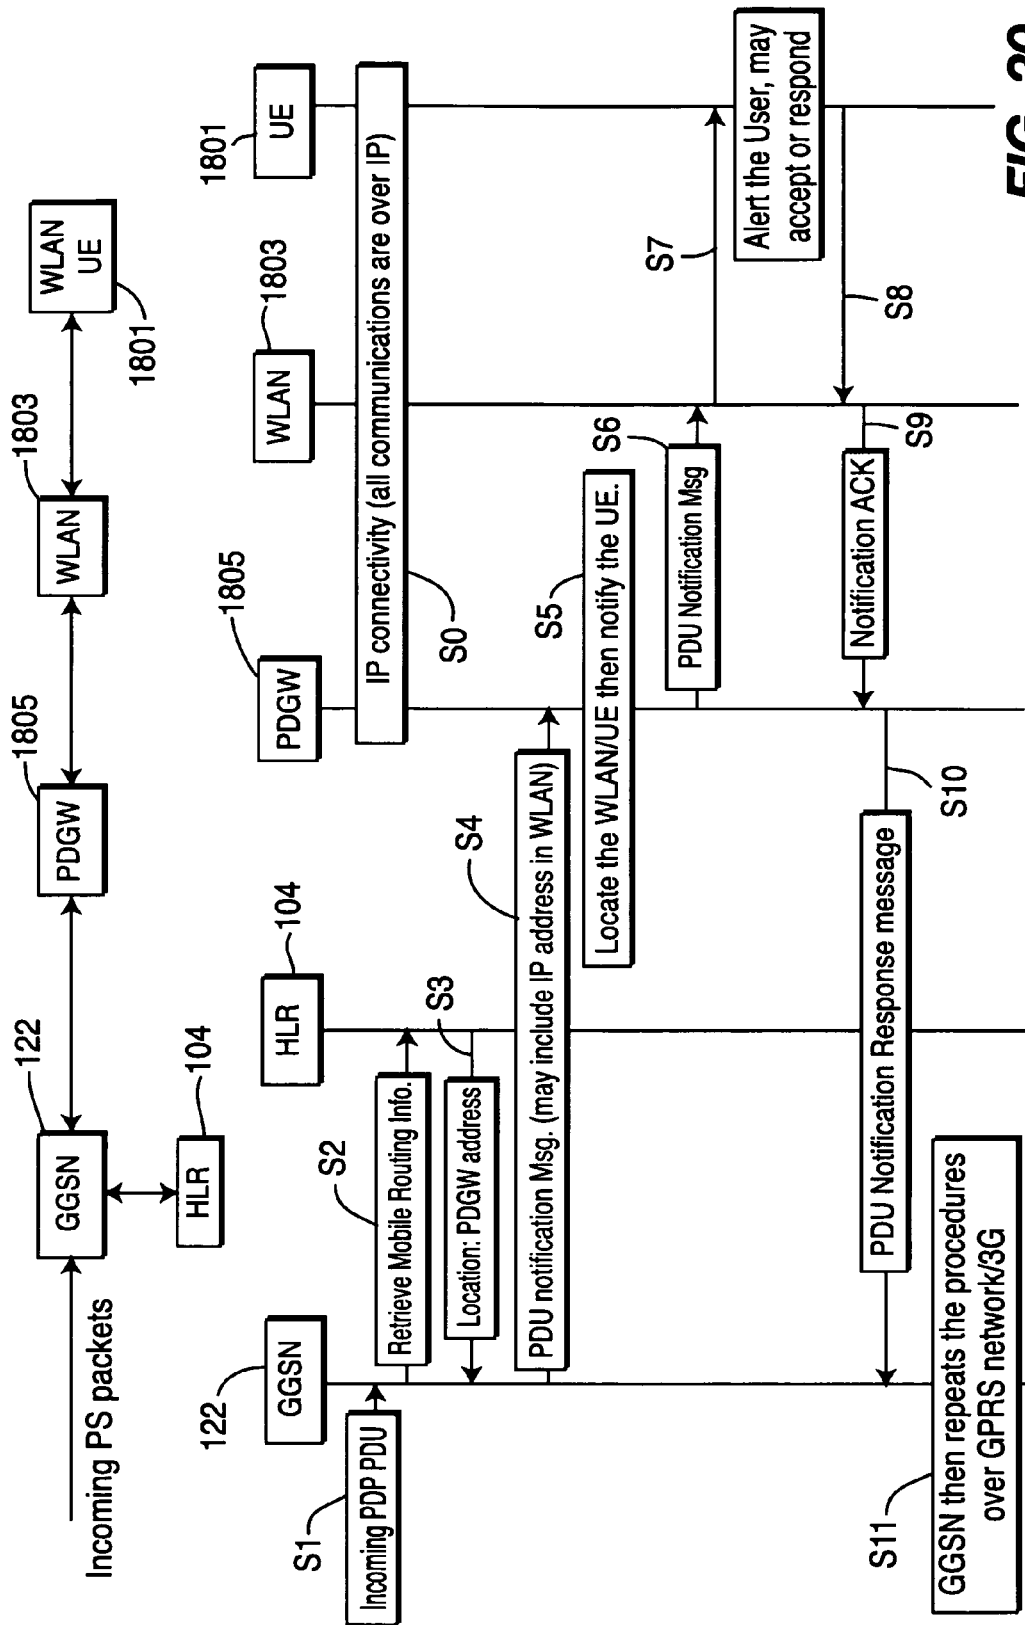 Incoming PS packets
122
GGSN
HLR
104
1805
PDGW
1803
WLAN
WLAN
UE
1801
122
GGSN
HLR
104
PDGW
1805
WLAN
1803
1801
UE
IP connectivity (all communications are over IP)
S0
S1
Incoming PDP PDU
S2
Retrieve Mobile Routing Info.
S3
Location: PDGW address
S4
PDU notification Msg. (may include IP address in WLAN)
S5
Locate the WLAN/UE then notify the UE.
S6
PDU Notification Msg
S7
Alert the User, may
accept or respond
S8
S9
Notification ACK
S10
PDU Notification Response message
S11
GGSN then repeats the procedures
over GPRS network/3G
FIG.